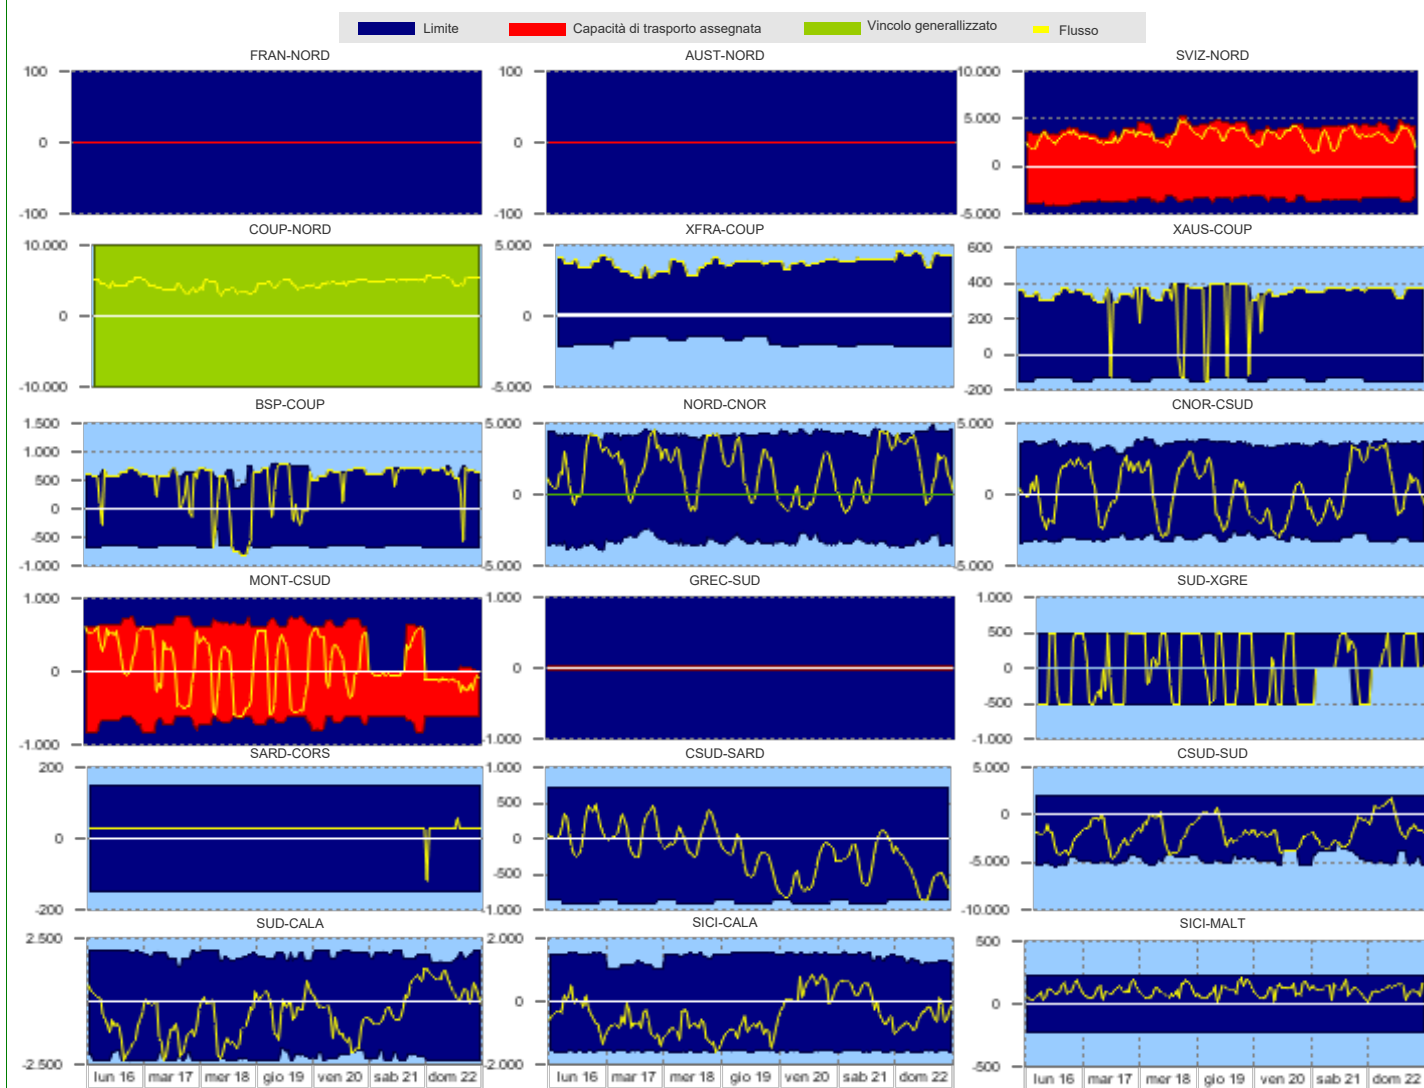 Limite Capacità di trasporto assegnata Vincolo generallizzato Flusso
FRAN-NORD AUST-NORD SVIZ-NORD
100 100 10.000
5.000
0 0 0
-100 -100 -5.000
COUP-NORD XFRA-COUP XAUS-COUP
10.000 5.000 600
400
0 0 200
0
-10.000 -5.000 -200
BSP-COUP NORD-CNOR CNOR-CSUD
1.500 5.000 5.000
1.000
500
0 0 0
-500
-1.000 -5.000 -5.000
MONT-CSUD GREC-SUD SUD-XGRE
1.000 1.000 1.000
500
0 0 0
-500
-1.000 -1.000 -1.000
SARD-CORS CSUD-SARD CSUD-SUD
200 1.000 5.000
500 0
0 0
-500 -5.000
-200 -1.000 -10.000
SUD-CALA SICI-CALA SICI-MALT
2.500 2.000 500
0 0 0
-2.500 -2.000 -500
lun 16 mar 17 mer 18 gio 19 ven 20 sab 21 dom 22 lun 16 mar 17 mer 18 gio 19 ven 20 sab 21 dom 22 lun 16 mar 17 mer 18 gio 19 ven 20 sab 21 dom 22